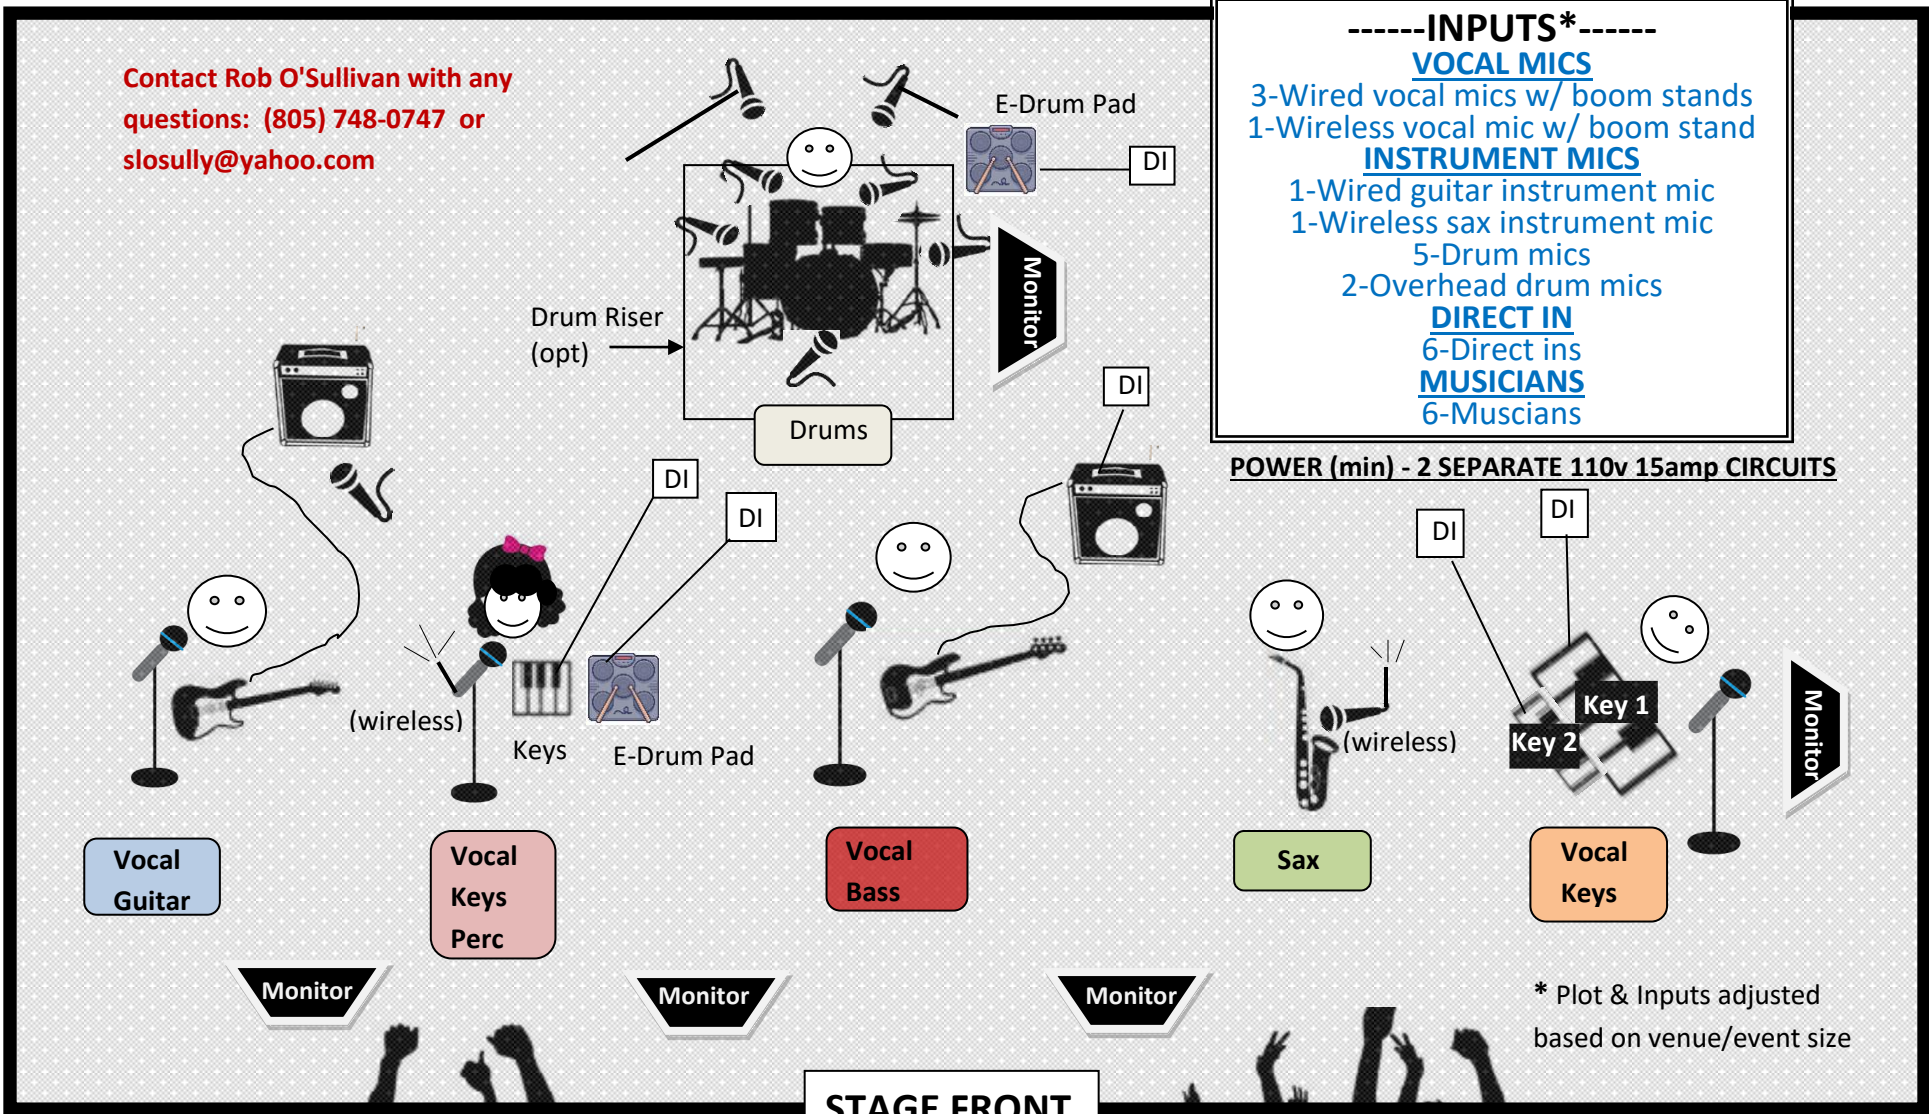 Contact Rob O'Sullivan with any
questions:  (805) 748-0747  or
slosully@yahoo.com
------INPUTS*------
VOCAL MICS
3-Wired vocal mics w/ boom stands
1-Wireless vocal mic w/ boom stand
INSTRUMENT MICS
1-Wired guitar instrument mic
1-Wireless sax instrument mic
5-Drum mics
2-Overhead drum mics
DIRECT IN
6-Direct ins
MUSICIANS
6-Muscians
POWER (min) - 2 SEPARATE 110v 15amp CIRCUITS
E-Drum Pad
DI
Monitor
Drum Riser
(opt)
Drums
DI
DI
DI
DI
DI
(wireless)
Keys
E-Drum Pad
(wireless)
Key 1
Key 2
Monitor
Vocal
Guitar
Vocal
Keys
Perc
Vocal
Bass
Sax
Vocal
Keys
Monitor
Monitor
Monitor
* Plot & Inputs adjusted
based on venue/event size
STAGE FRONT